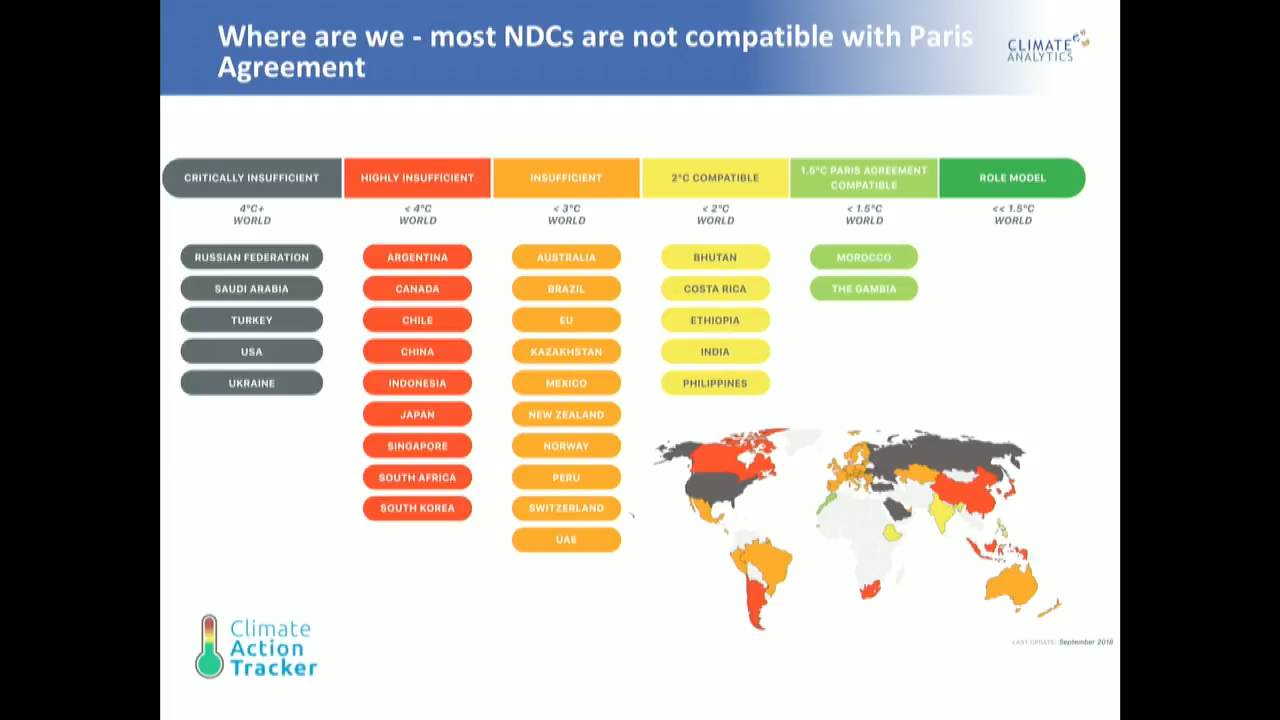 Where are we - most NDCs are not compatible with Paris
Agreement
CLIMATE
ANALYTICS
CRITICALLY INSUFFICIENT
HIGHLY INSUFFICIENT
INSUFFICIENT
2°C COMPATIBLE
1.5°C PARIS AGREEMENT
COMPATIBLE
ROLE MODEL
4°C+
WORLD
< 4°C
WORLD
< 3°C
WORLD
< 2°C
WORLD
< 1.5°C
WORLD
<< 1.5°C
WORLD
RUSSIAN FEDERATION
SAUDI ARABIA
TURKEY
USA
UKRAINE
ARGENTINA
CANADA
CHILE
CHINA
INDONESIA
JAPAN
SINGAPORE
SOUTH AFRICA
SOUTH KOREA
AUSTRALIA
BRAZIL
EU
KAZAKHSTAN
MEXICO
NEW ZEALAND
NORWAY
PERU
SWITZERLAND
UAE
BHUTAN
COSTA RICA
ETHIOPIA
INDIA
PHILIPPINES
MOROCCO
THE GAMBIA
Climate
Action
Tracker
LAST UPDATE: September 2018